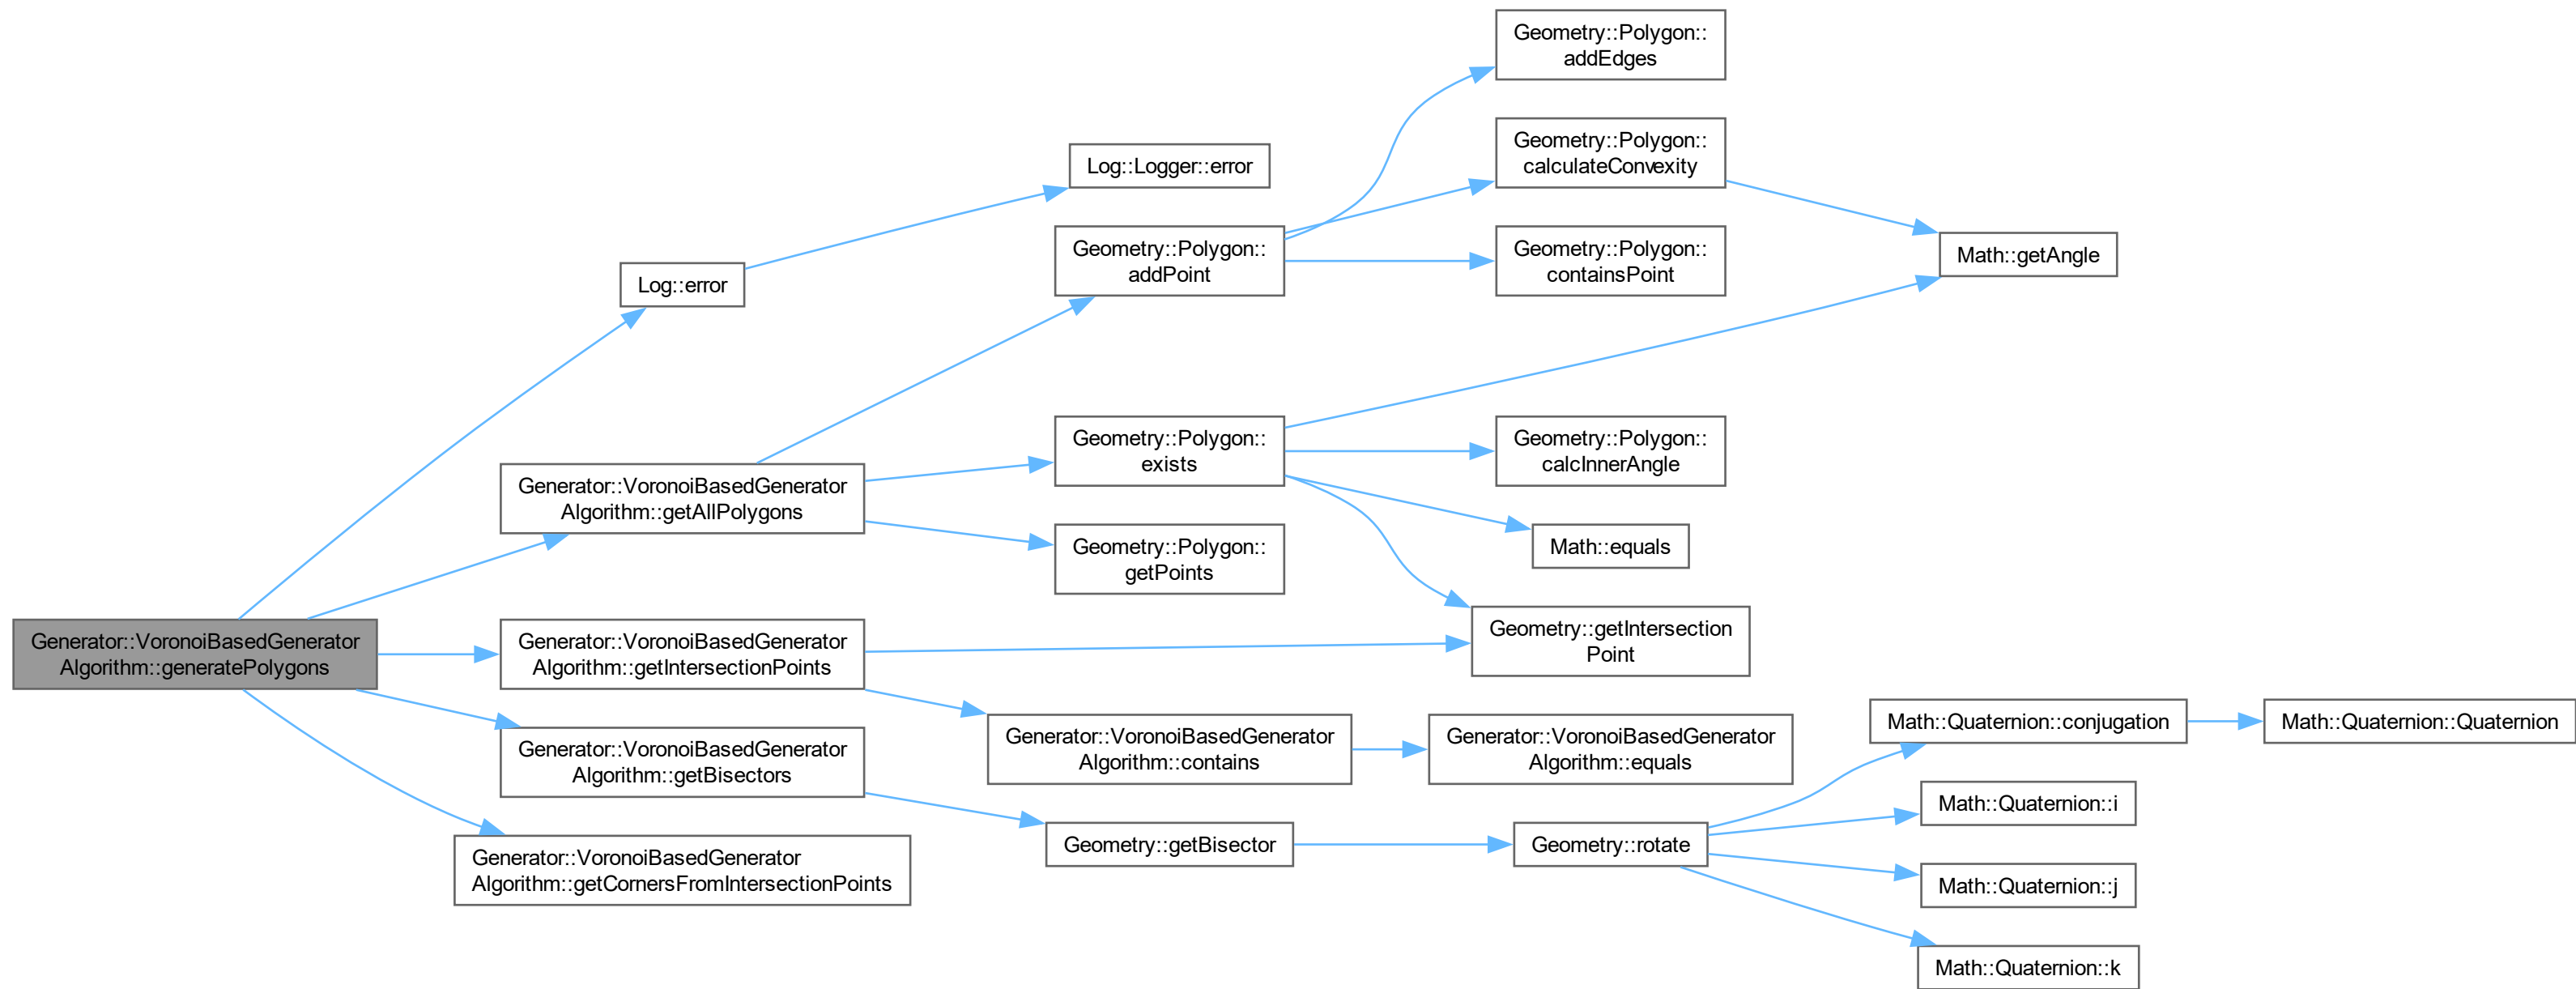 Generator::VoronoiBasedGenerator
Algorithm::generatePolygons
Log::error
Log::Logger::error
Generator::VoronoiBasedGenerator
Algorithm::getAllPolygons
Geometry::Polygon::
addPoint
Geometry::Polygon::
addEdges
Geometry::Polygon::
calculateConvexity
Math::getAngle
Geometry::Polygon::
containsPoint
Geometry::Polygon::
exists
Geometry::Polygon::
calcInnerAngle
Math::equals
Geometry::getIntersection
Point
Geometry::Polygon::
getPoints
Generator::VoronoiBasedGenerator
Algorithm::getIntersectionPoints
Generator::VoronoiBasedGenerator
Algorithm::contains
Generator::VoronoiBasedGenerator
Algorithm::equals
Generator::VoronoiBasedGenerator
Algorithm::getBisectors
Geometry::getBisector
Geometry::rotate
Math::Quaternion::conjugation
Math::Quaternion::Quaternion
Math::Quaternion::i
Math::Quaternion::j
Math::Quaternion::k
Generator::VoronoiBasedGenerator
Algorithm::getCornersFromIntersectionPoints